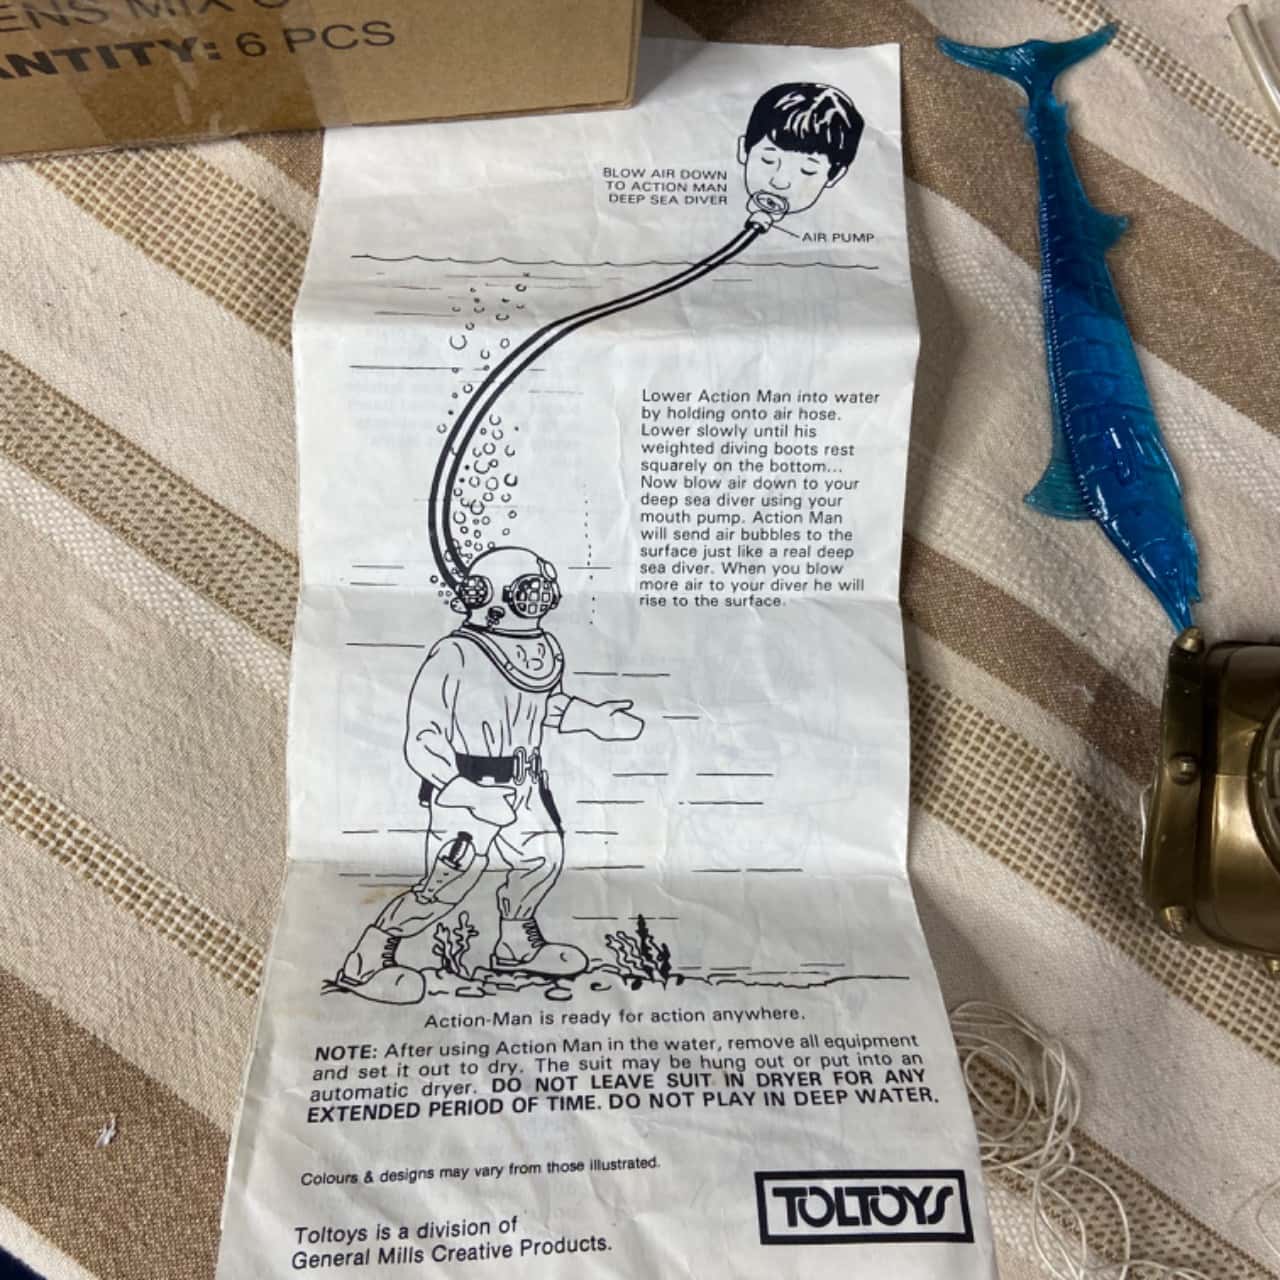 MIX
ANTITY: 6 PCS
BLOW AIR DOWN
TO ACTION MAN
DEEP SEA DIVER
AIR PUMP
Lower Action Man into water
by holding onto air hose.
Lower slowly until his
weighted diving boots rest
squarely on the bottom...
Now blow air down to your
deep sea diver using your
mouth pump. Action Man
will send air bubbles to the
surface just like a real deep
sea diver. When you blow
more air to your diver he will
rise to the surface.
Action-Man is ready for action anywhere.
NOTE: After using Action Man in the water, remove all equipment
and set it out to dry. The suit may be hung out or put into an
automatic dryer. DO NOT LEAVE SUIT IN DRYER FOR ANY
EXTENDED PERIOD OF TIME. DO NOT PLAY IN DEEP WATER.
Colours & designs may vary from those illustrated.
TOLTOYS
Toltoys is a division of
General Mills Creative Products.